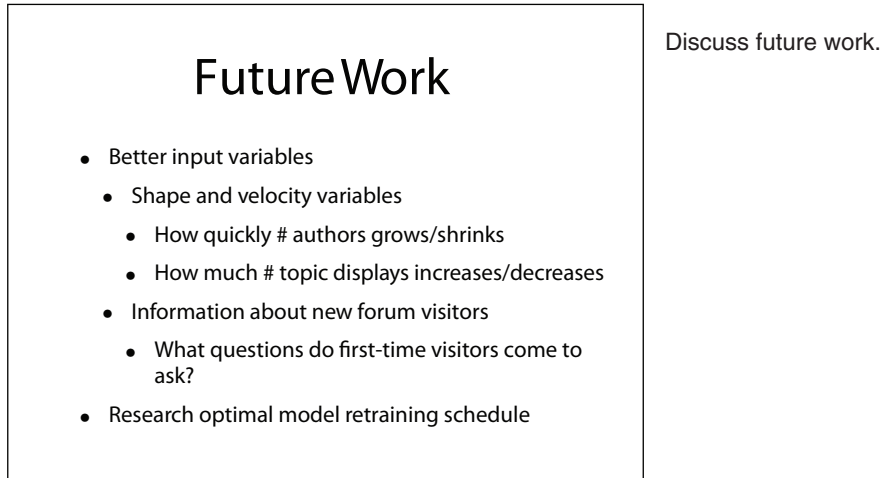 Future Work
• Better input variables
• Shape and velocity variables
• How quickly # authors grows/shrinks
• How much # topic displays increases/decreases
• Information about new forum visitors
• What questions do first-time visitors come to
ask?
• Research optimal model retraining schedule
Discuss future work.